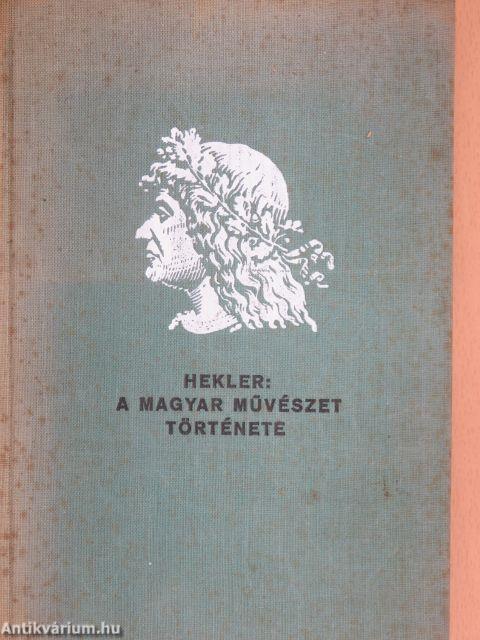 HEKLER:
A MAGYAR MŰVÉSZET
TÖRTÉNETE
Antikvárium.hu